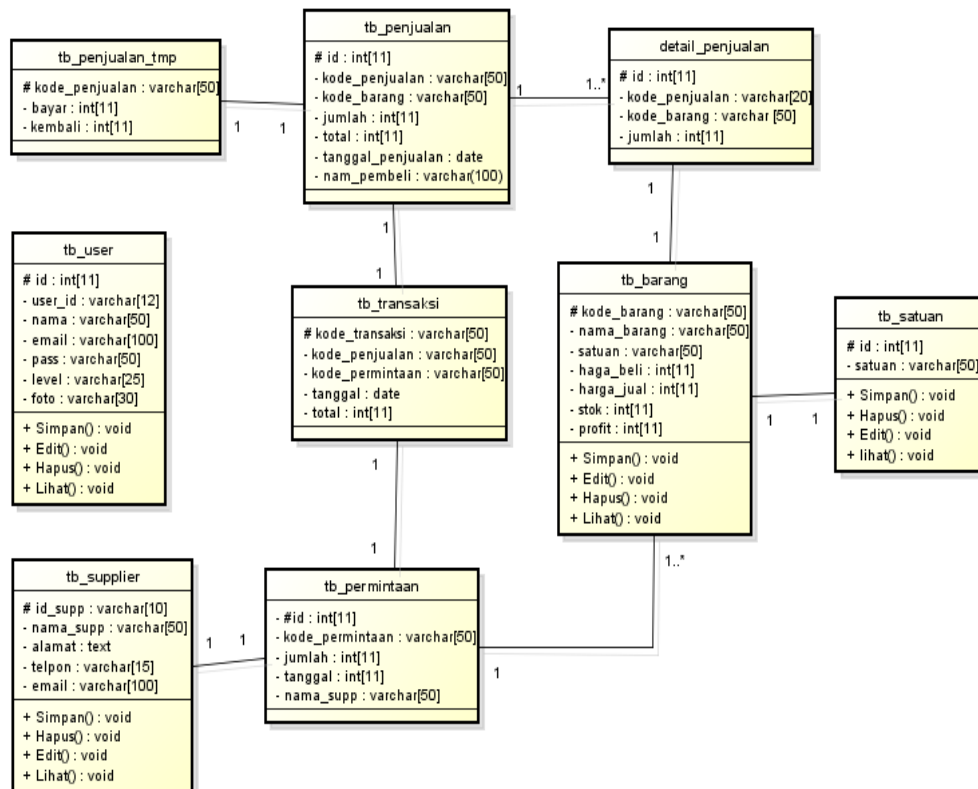 tb_penjualan_tmp
# kode_penjualan : varchar[50]
- bayar : int[11]
- kembali : int[11]
1
1
tb_penjualan
# id : int[11]
- kode_penjualan : varchar[50]
- kode_barang : varchar[50]
- jumlah : int[11]
- total : int[11]
- tanggal_penjualan : date
- nam_pembeli : varchar(100)
1
1..*
detail_penjualan
# id : int[11]
- kode_penjualan : varchar[20]
- kode_barang : varchar [50]
- jumlah : int[11]
1
1
1
1
tb_user
# id : int[11]
- user_id : varchar[12]
- nama : varchar[50]
- email : varchar[100]
- pass : varchar[50]
- level : varchar[25]
- foto : varchar[30]
+ Simpan() : void
+ Edit() : void
+ Hapus() : void
+ Lihat() : void
tb_transaksi
# kode_transaksi : varchar[50]
- kode_penjualan : varchar[50]
- kode_permintaan : varchar[50]
- tanggal : date
- total : int[11]
1
1
tb_barang
# kode_barang : varchar[50]
- nama_barang : varchar[50]
- satuan : varchar[50]
- haga_beli : int[11]
- harga_jual : int[11]
- stok : int[11]
- profit : int[11]
+ Simpan() : void
+ Edit() : void
+ Hapus() : void
+ Lihat() : void
1
1
tb_satuan
# id : int[11]
- satuan : varchar[50]
+ Simpan() : void
+ Hapus() : void
+ Edit() : void
+ lihat() : void
tb_supplier
# id_supp : varchar[10]
- nama_supp : varchar[50]
- alamat : text
- telpon : varchar[15]
- email : varchar[100]
+ Simpan() : void
+ Hapus() : void
+ Edit() : void
+ Lihat() : void
1
1
tb_permintaan
- #id : int[11]
- kode_permintaan : varchar[50]
- jumlah : int[11]
- tanggal : int[11]
- nama_supp : varchar[50]
1
1..*